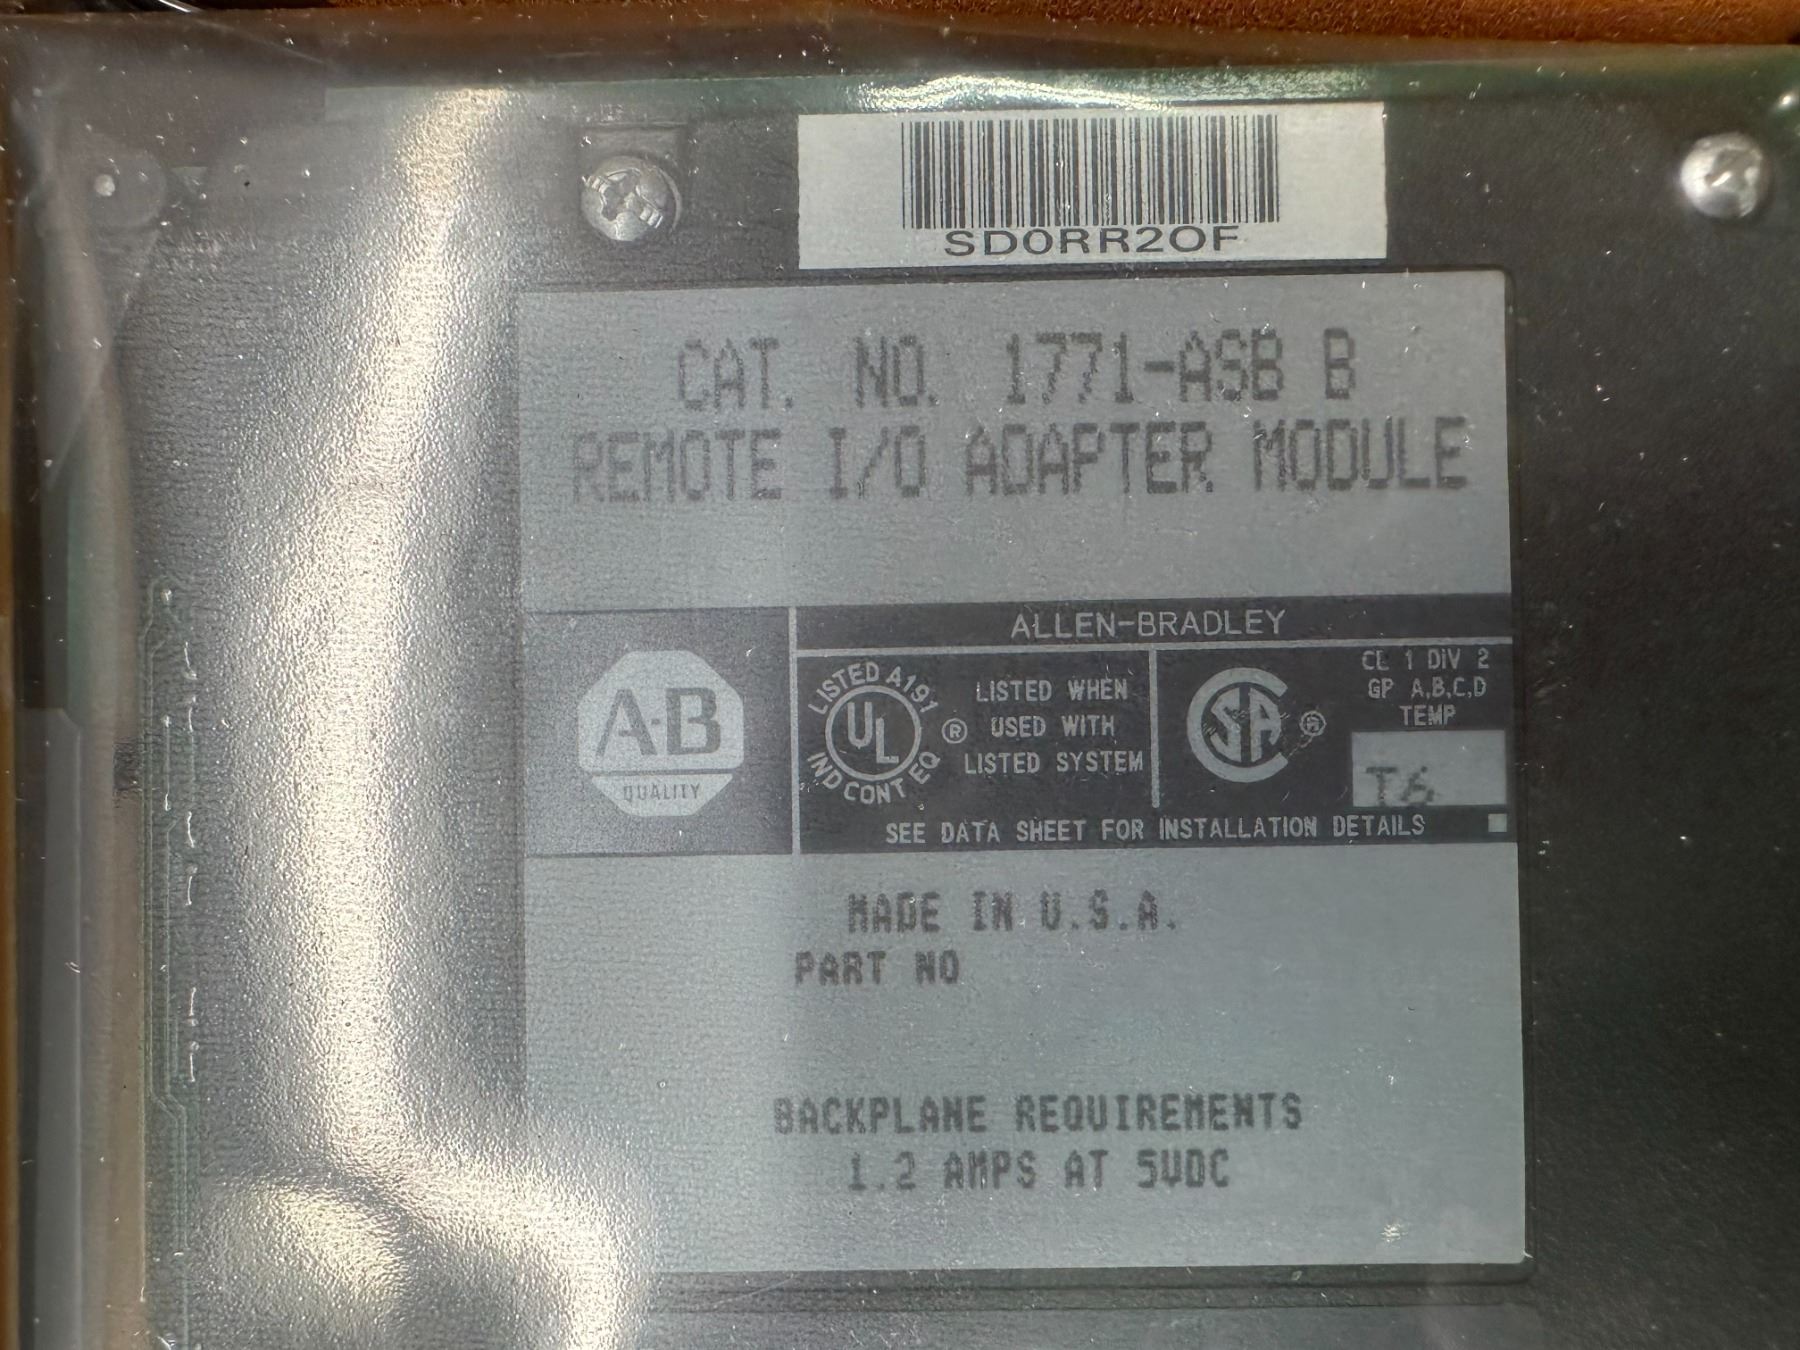 SD0RR20F
CAT. NO. 1771-ASB B
REMOTE I/O ADAPTER MODULE
ALLEN-BRADLEY
A-B
QUALITY
LISTED A191
UL
IND CONT EQ
®
LISTED WHEN
USED WITH
LISTED SYSTEM
SA
®
CL 1 DIV 2
GP A,B,C,D
TEMP
T6
SEE DATA SHEET FOR INSTALLATION DETAILS
MADE IN U.S.A.
PART NO
BACKPLANE REQUIREMENTS
1.2 AMPS AT 5VDC